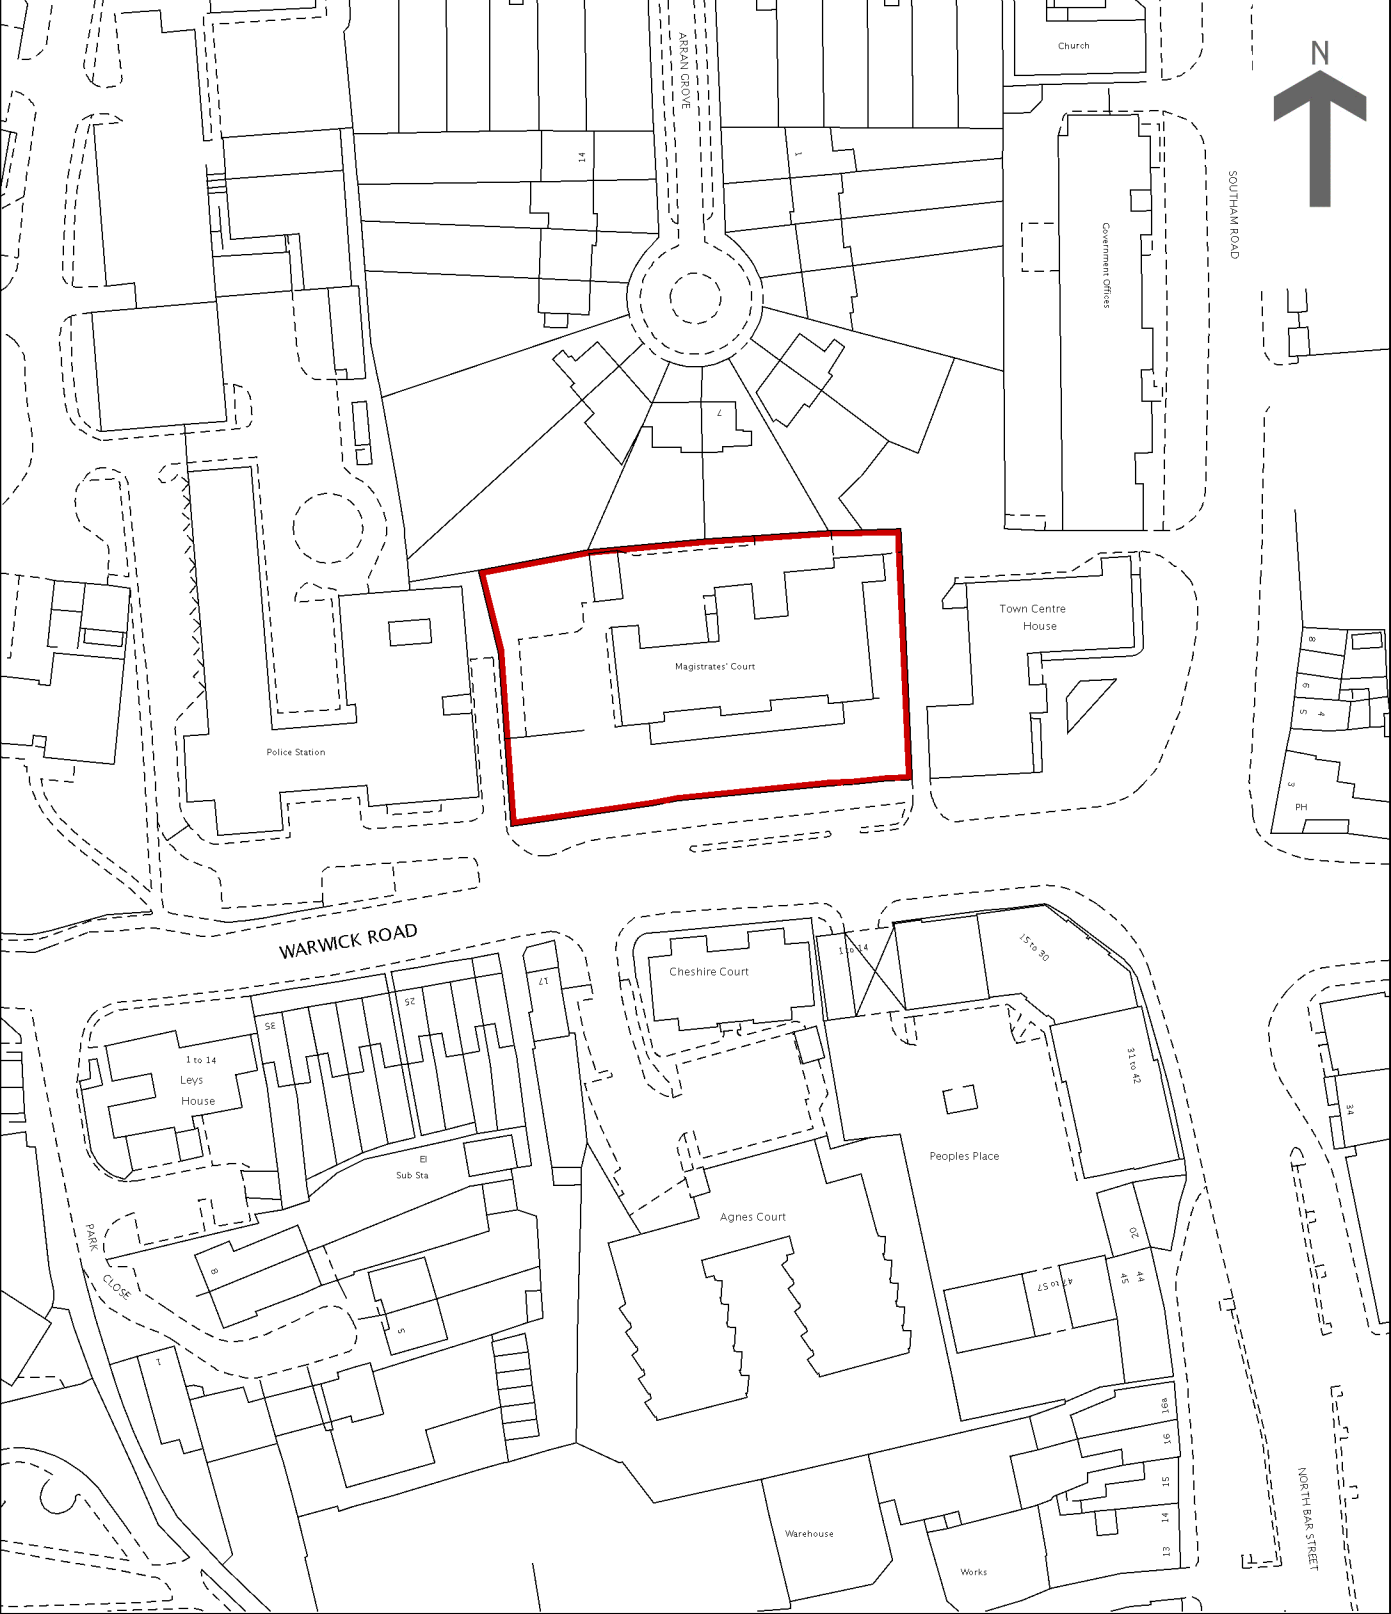 N
Church
ARRAN GROVE
14
1
SOUTHAM ROAD
Government Offices
7
Town Centre
House
Magistrates' Court
Police Station
8
6
5
4
3
PH
WARWICK ROAD
Cheshire Court
1 to 14
15 to 30
17
25
35
1 to 14
Leys
House
31 to 42
34
El
Sub Sta
Peoples Place
Agnes Court
20
PARK
CLOSE
8
5
1
47 to 57
45
44
16a
16
15
14
13
Warehouse
Works
NORTH BAR STREET